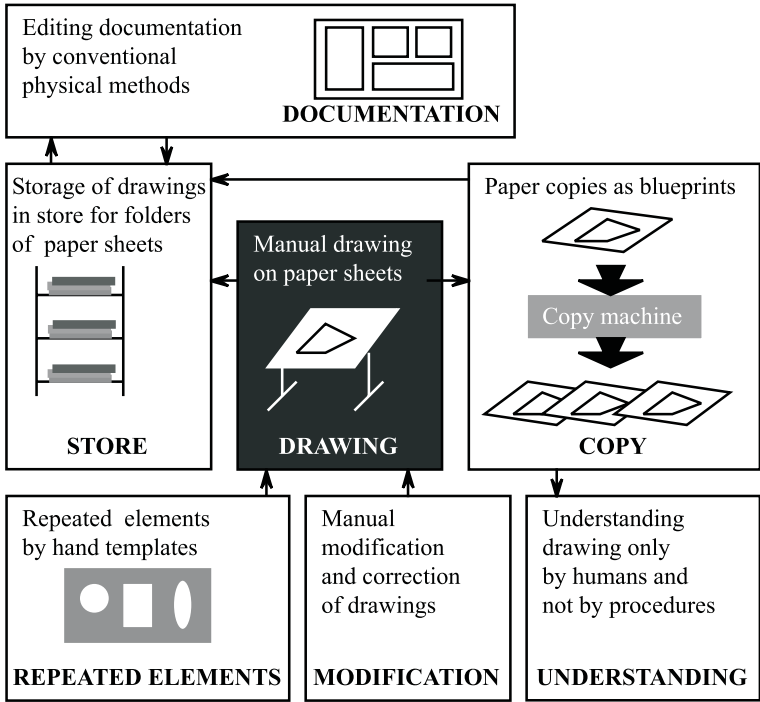 Editing documentation
by conventional
physical methods
DOCUMENTATION
Storage of drawings
in store for folders
of paper sheets
STORE
Manual drawing
on paper sheets
DRAWING
Paper copies as blueprints
Copy machine
COPY
Repeated elements
by hand templates
REPEATED ELEMENTS
Manual
modification
and correction
of drawings
MODIFICATION
Understanding
drawing only
by humans and
not by procedures
UNDERSTANDING